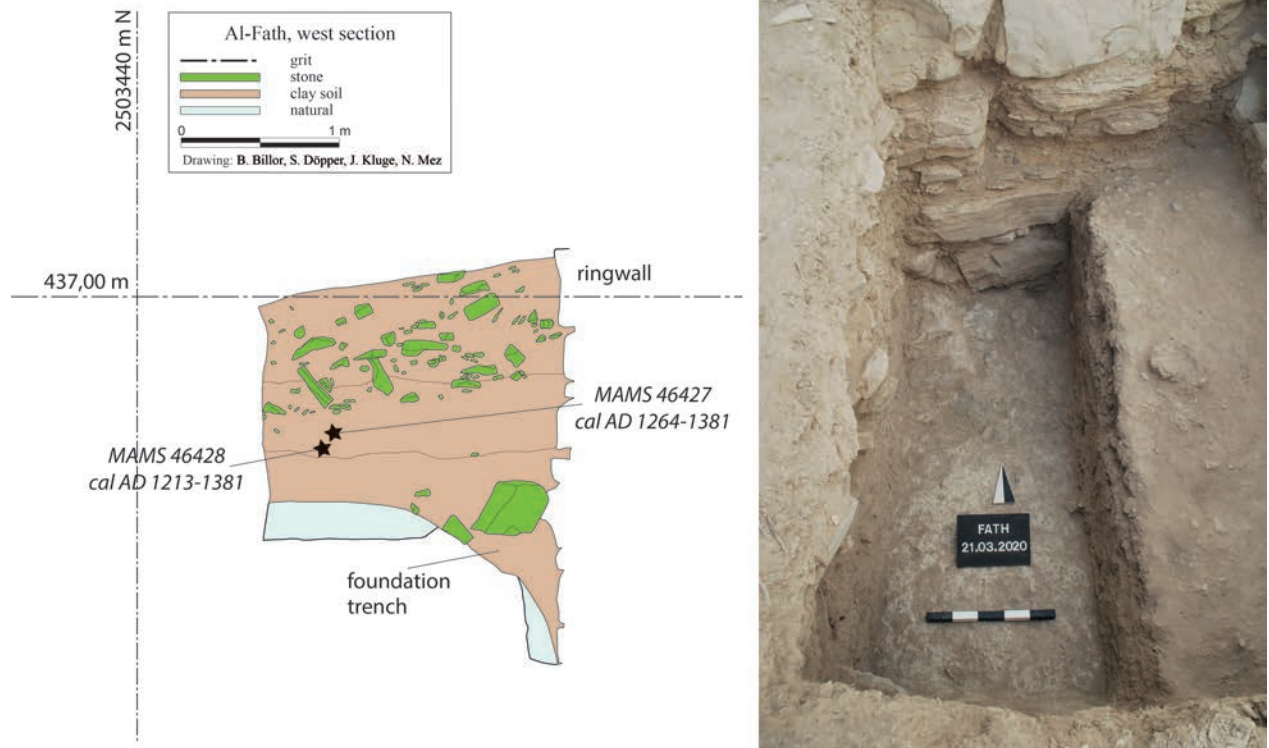 2503440 m N
Al-Fath, west section
grit
stone
clay soil
natural
0 1 m
Drawing: B. Billor, S. Döpper, J. Kluge, N. Mez
437,00 m
ringwall
MAMS 46427
cal AD 1264-1381
MAMS 46428
cal AD 1213-1381
foundation
trench
FATH
21.03.2020